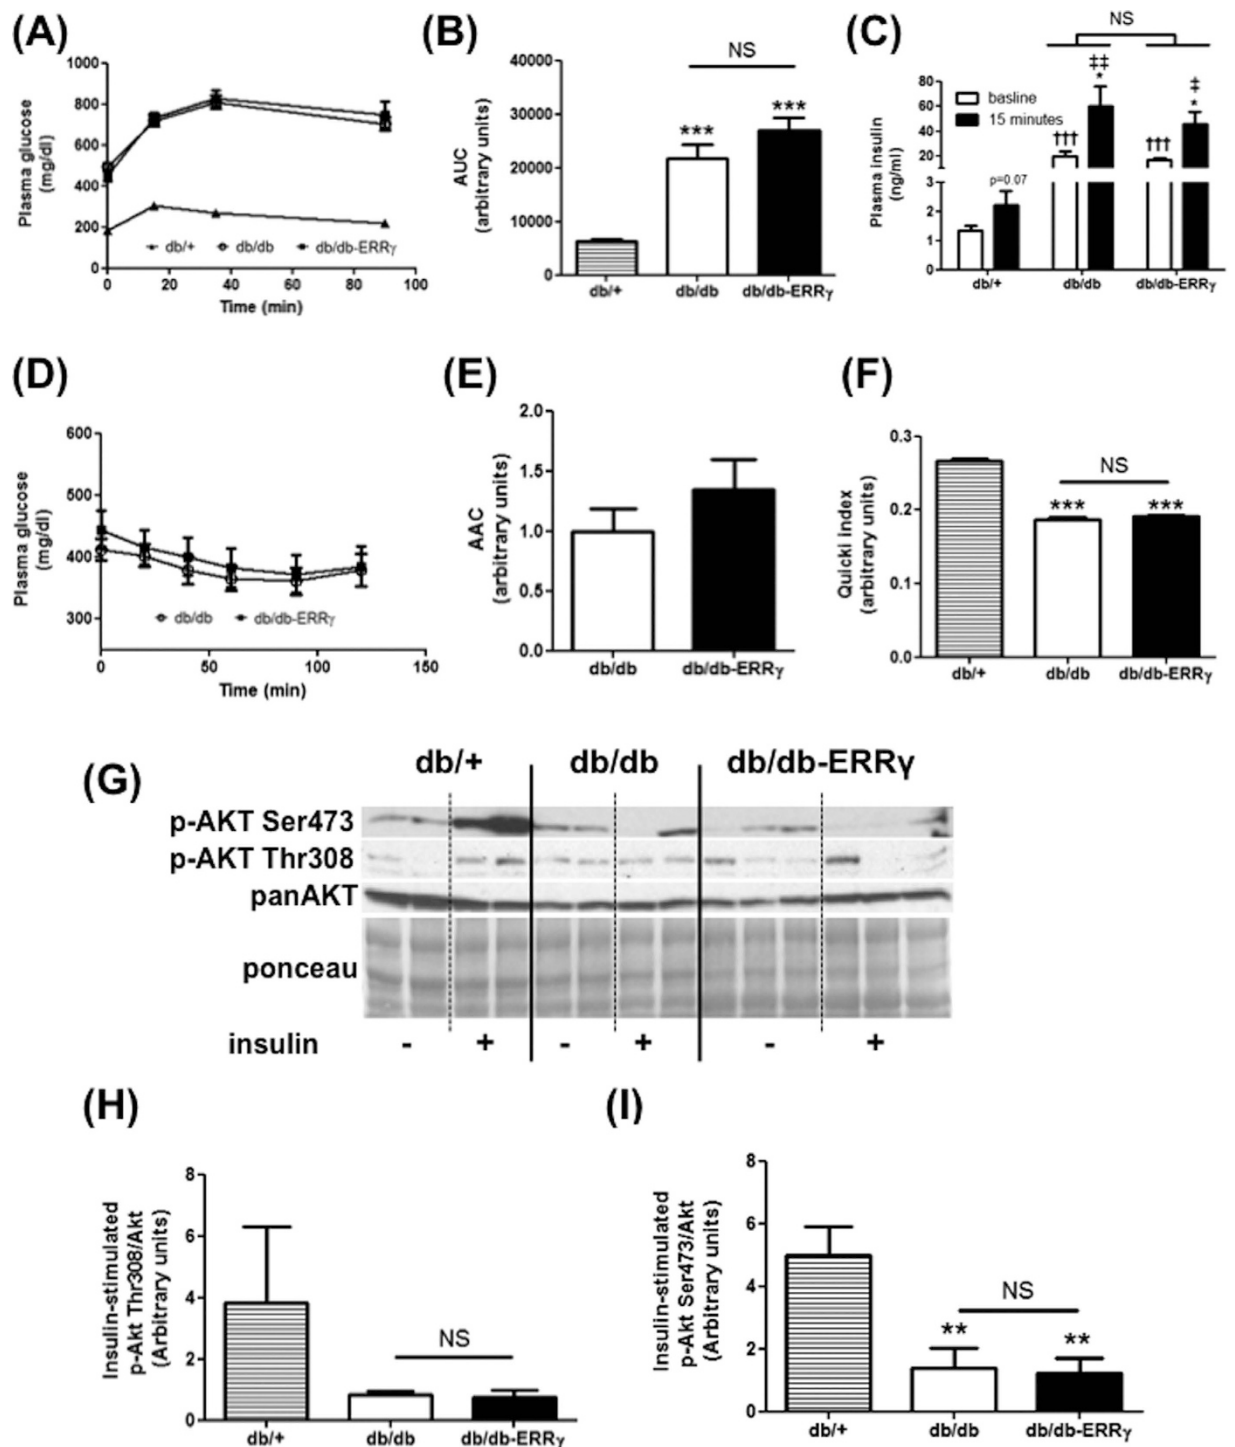 (A)
1000
800
600
400
200
0
Plasma glucose
(mg/dl)
db/+ db/db db/db-ERRγ
0 20 40 60 80 100
Time (min)
(B)
NS
40000
30000
20000
10000
0
AUC
(arbitrary units)
***
***
db/+ db/db db/db-ERRγ
(C)
NS
80
60
40
20
3
2
1
0
Plasma insulin
(ng/ml)
basline
15 minutes
p=0.07
†††
‡‡
*
†††
‡
*
db/+ db/db db/db-ERRγ
(D)
600
500
400
300
Plasma glucose
(mg/dl)
db/db db/db-ERRγ
0 50 100 150
Time (min)
(E)
2.0
1.5
1.0
0.5
0.0
AAC
(arbitrary units)
db/db db/db-ERRγ
(F)
0.3
0.2
0.1
0.0
Quicki index
(arbitrary units)
NS
*** ***
db/+ db/db db/db-ERRγ
(G)
db/+ db/db db/db-ERRγ
p-AKT Ser473
p-AKT Thr308
panAKT
ponceau
insulin - + - + - +
(H)
8
6
4
2
0
Insulin-stimulated
p-Akt Thr308/Akt
(Arbitrary units)
NS
db/+ db/db db/db-ERRγ
(I)
8
6
4
2
0
Insulin-stimulated
p-Akt Ser473/Akt
(Arbitrary units)
NS
** **
db/+ db/db db/db-ERRγ